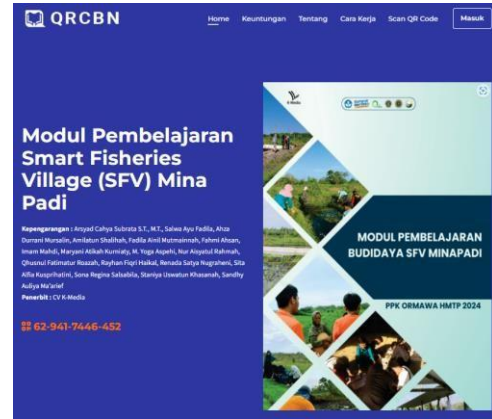 QRCBN
Home Keuntungan Tentang Cara Kerja Scan QR Code Masuk
Modul Pembelajaran
Smart Fisheries
Village (SFV) Mina
Padi
Kepengarangan : Arsyad Cahya Subrata S.T., M.T., Salwa Ayu Fadila, Ahza
Durrani Mursalin, Amilatun Shalihah, Fadila Ainil Mutmainnah, Fahmi Ahsan,
Imam Mahdi, Maryani Atikah Kurniaty, M. Yoga Aspehi, Nur Aisyatul Rahmah,
Qhusnul Fatimatur Roazah, Rayhan Fiqri Haikal, Renada Satya Nugraheni, Sita
Alfia Kusprihatini, Sona Regina Salsabila, Staniya Uswatun Khasanah, Sandhy
Auliya Ma'arief
Penerbit : CV K-Media
62-941-7446-452
K-Media
MODUL PEMBELAJARAN
BUDIDAYA SFV MINAPADI
PPK ORMAWA HMTP 2024